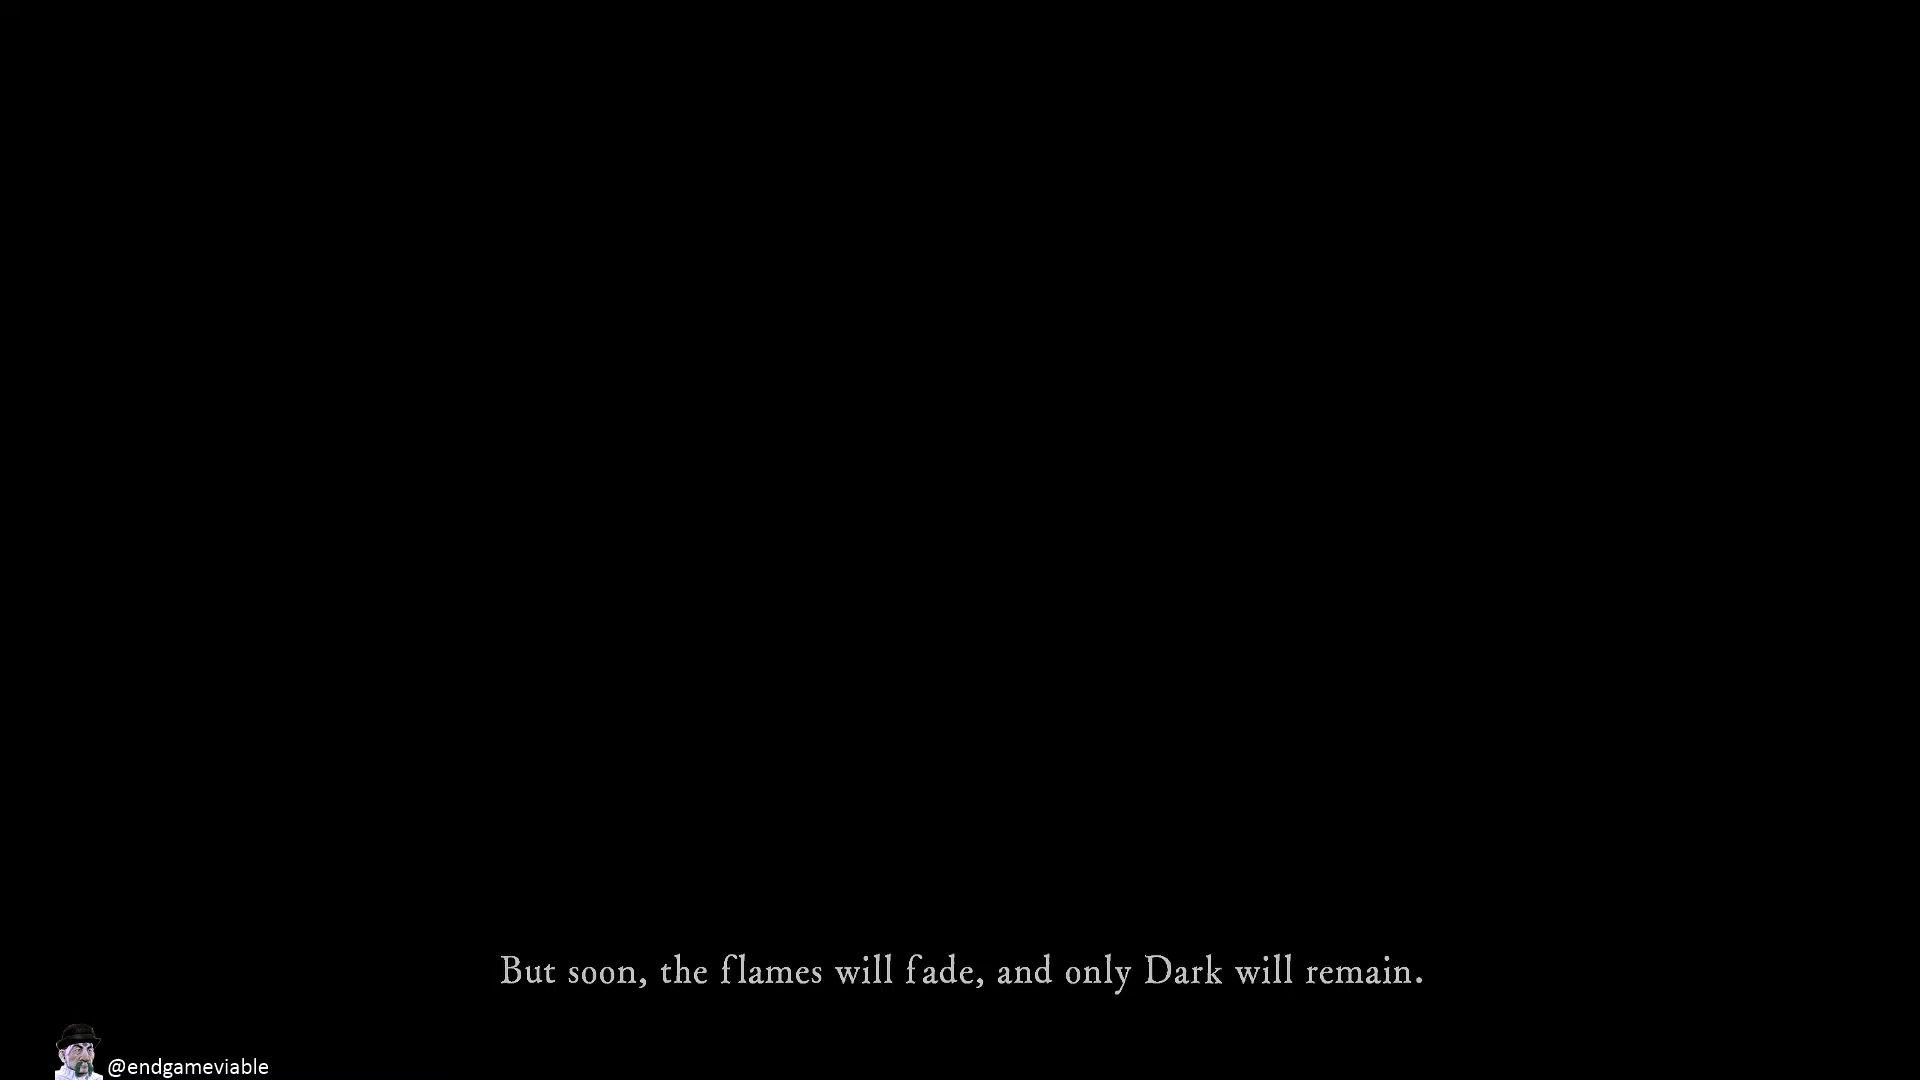 But soon, the flames will fade, and only Dark will remain.
@endgameviable